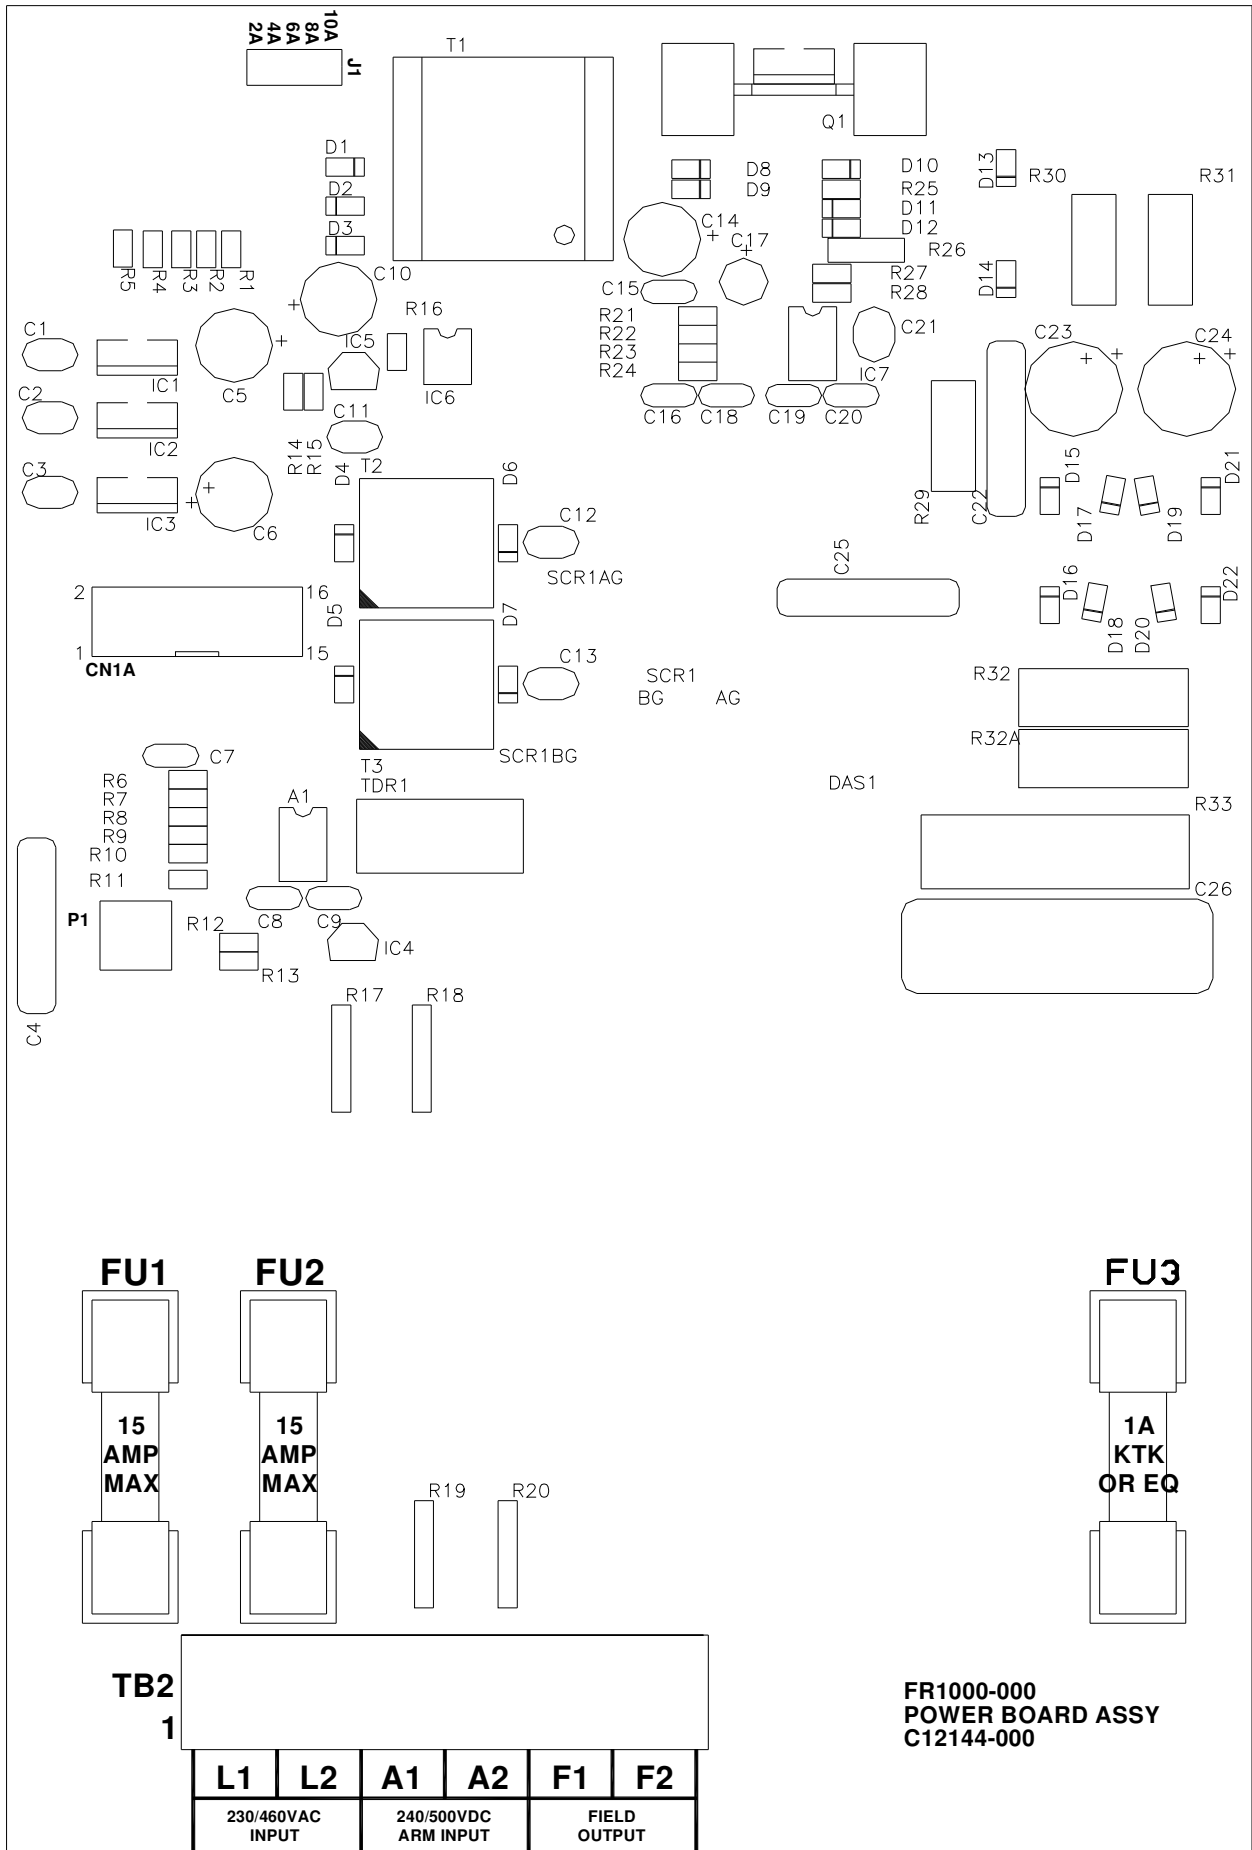 10A
8A
6A
4A
2A
J1
T1
Q1
D1
D2
D3
D8
D9
D10
R25
D11
D12
D13
R30
R31
R5
R4
R3
R2
R1
C10
+
C14
+
C17
+
R26
R27
R28
D14
C15
R16
R21
R22
R23
R24
C21
C1
IC1
C5
+
IC5
IC6
IC7
C23
+
+
C24
+
+
C2
IC2
C11
C16
C18
C19
C20
R14
R15
D4
T2
D6
C3
IC3
+
+
C6
C12
SCR1AG
R29
C22
D15
D17
D19
D21
C25
2
16
1
15
CN1A
D5
D7
D16
D18
D20
D22
C13
SCR1
BG AG
SCR1BG
R32
R32A
C7
T3
TDR1
DAS1
R6
R7
R8
R9
R10
R11
A1
R33
C26
P1
R12
R13
C8
C9
IC4
C4
R17
R18
FU1
FU2
FU3
15
AMP
MAX
15
AMP
MAX
1A
KTK
OR EQ
R19
R20
TB2
1
FR1000-000
POWER BOARD ASSY
C12144-000
L1 L2 A1 A2 F1 F2
230/460VAC
INPUT
240/500VDC
ARM INPUT
FIELD
OUTPUT